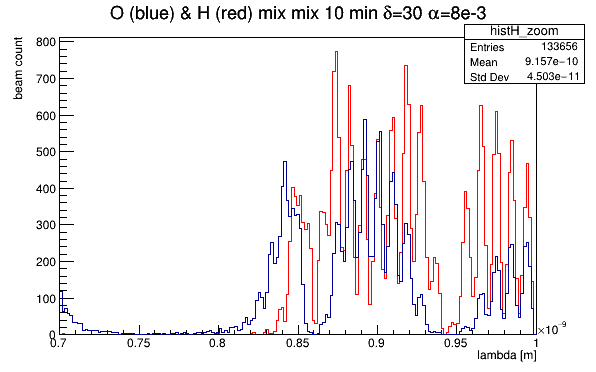 O (blue) & H (red) mix mix 10 min δ=30 α=8e-3
histH_zoom
Entries 133656
Mean 9.157e-10
Std Dev 4.503e-11
beam count
800
700
600
500
400
300
200
100
0
0.7 0.75 0.8 0.85 0.9 0.95 1
×10⁻⁹
lambda [m]